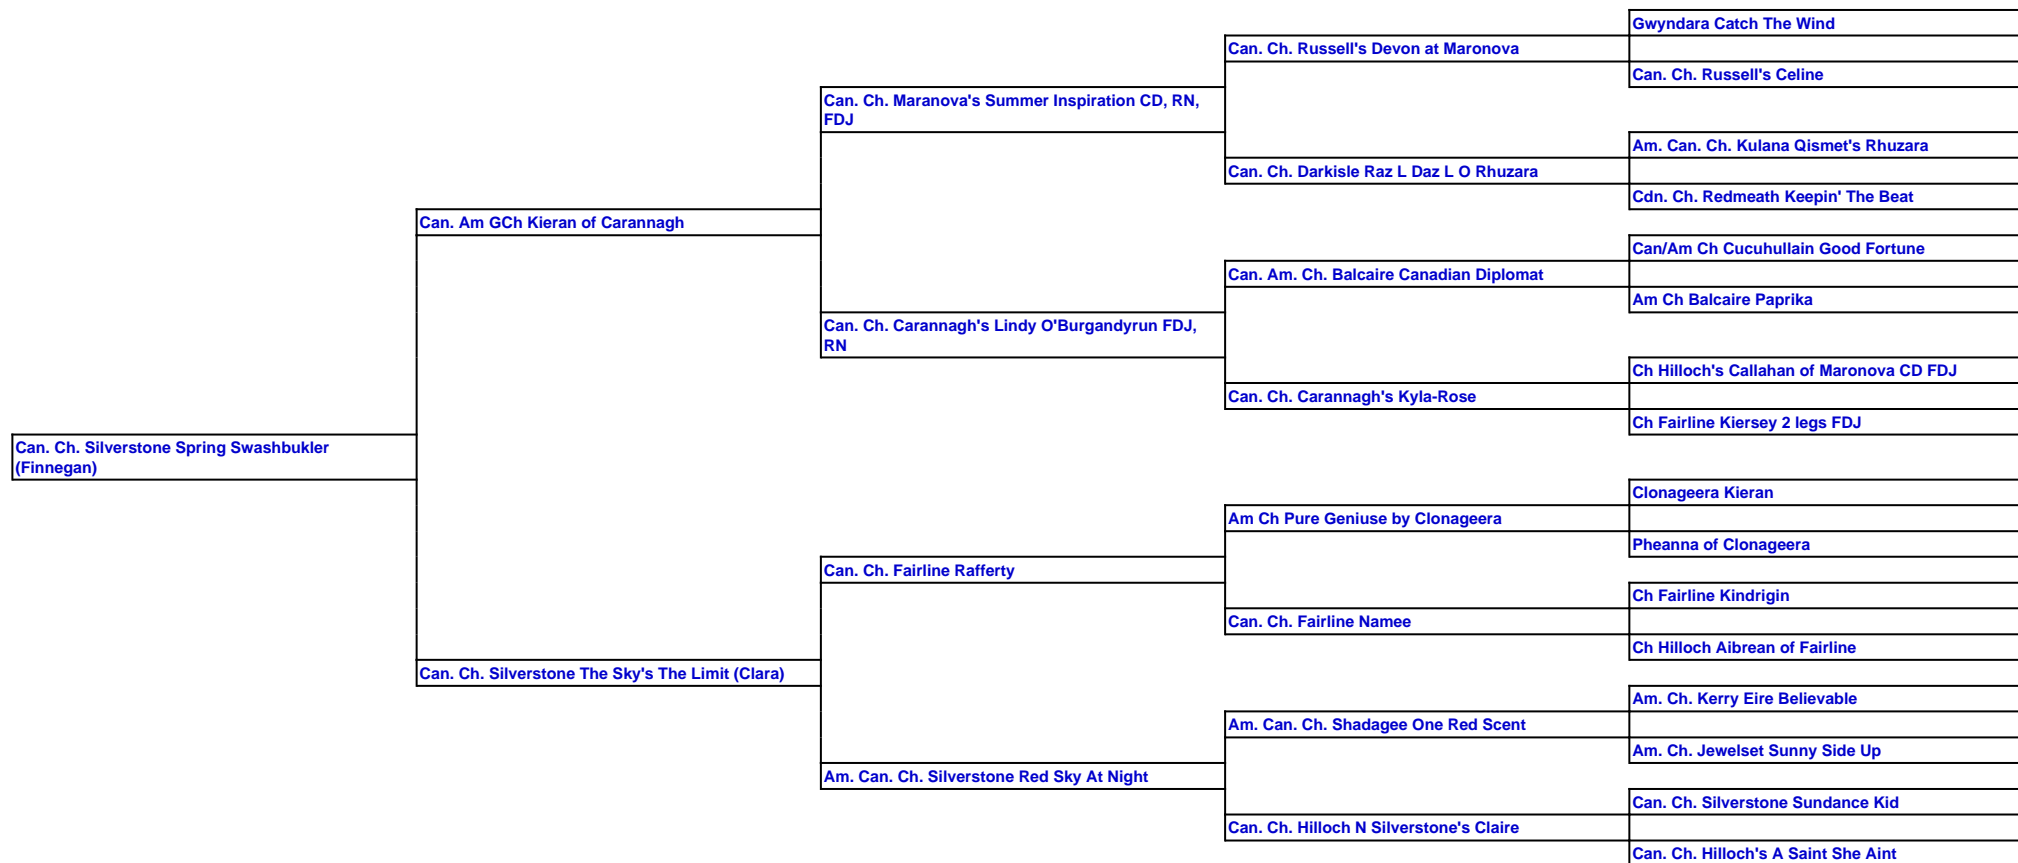 Gwyndara Catch The Wind
Can. Ch. Russell's Devon at Maronova
Can. Ch. Russell's Celine
Can. Ch. Maranova's Summer Inspiration CD, RN,
FDJ
Am. Can. Ch. Kulana Qismet's Rhuzara
Can. Ch. Darkisle Raz L Daz L O Rhuzara
Cdn. Ch. Redmeath Keepin' The Beat
Can. Am GCh Kieran of Carannagh
Can/Am Ch Cucuhullain Good Fortune
Can. Am. Ch. Balcaire Canadian Diplomat
Am Ch Balcaire Paprika
Can. Ch. Carannagh's Lindy O'Burgandyrun FDJ,
RN
Ch Hilloch's Callahan of Maronova CD FDJ
Can. Ch. Carannagh's Kyla-Rose
Ch Fairline Kiersey 2 legs FDJ
Can. Ch. Silverstone Spring Swashbukler
(Finnegan)
Clonageera Kieran
Am Ch Pure Geniuse by Clonageera
Pheanna of Clonageera
Can. Ch. Fairline Rafferty
Ch Fairline Kindrigin
Can. Ch. Fairline Namee
Ch Hilloch Aibrean of Fairline
Can. Ch. Silverstone The Sky's The Limit (Clara)
Am. Ch. Kerry Eire Believable
Am. Can. Ch. Shadagee One Red Scent
Am. Ch. Jewelset Sunny Side Up
Am. Can. Ch. Silverstone Red Sky At Night
Can. Ch. Silverstone Sundance Kid
Can. Ch. Hilloch N Silverstone's Claire
Can. Ch. Hilloch's A Saint She Aint